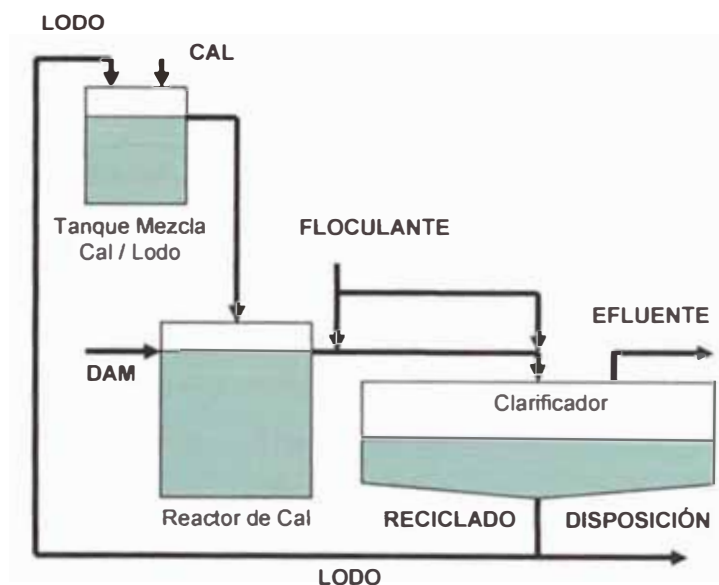 LODO
CAL
Tanque Mezcla
Cal / Lodo
FLOCULANTE
EFLUENTE
DAM
Clarificador
Reactor de Cal
RECICLADO
DISPOSICIÓN
LODO